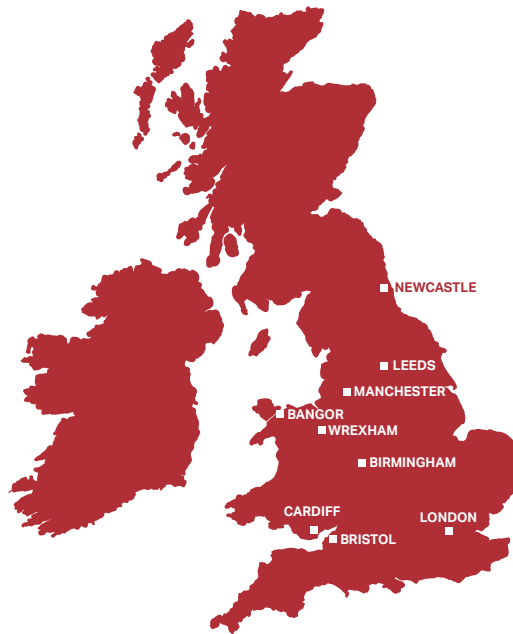 NEWCASTLE
LEEDS
MANCHESTER
BANGOR
WREXHAM
BIRMINGHAM
CARDIFF
LONDON
BRISTOL